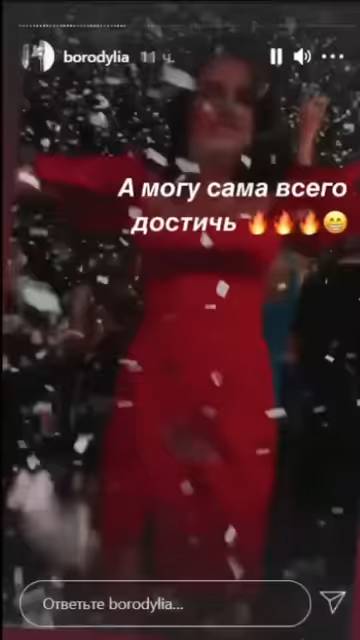 borodylia 11 ч.
А могу сама всего
достичь 🔥🔥🔥😁
Ответьте borodylia...